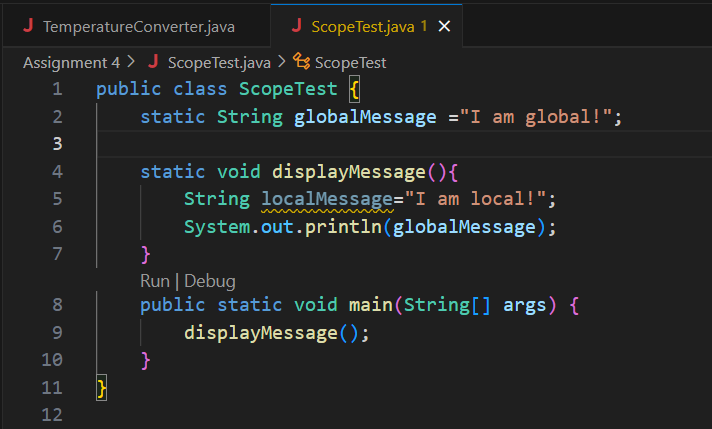 J TemperatureConverter.java J ScopeTest.java 1 ×
Assignment 4 > J ScopeTest.java > ScopeTest
1 public class ScopeTest {
2     static String globalMessage ="I am global!";
3
4     static void displayMessage(){
5         String localMessage="I am local!";
6         System.out.println(globalMessage);
7     }
Run | Debug
8     public static void main(String[] args) {
9         displayMessage();
10     }
11 }
12